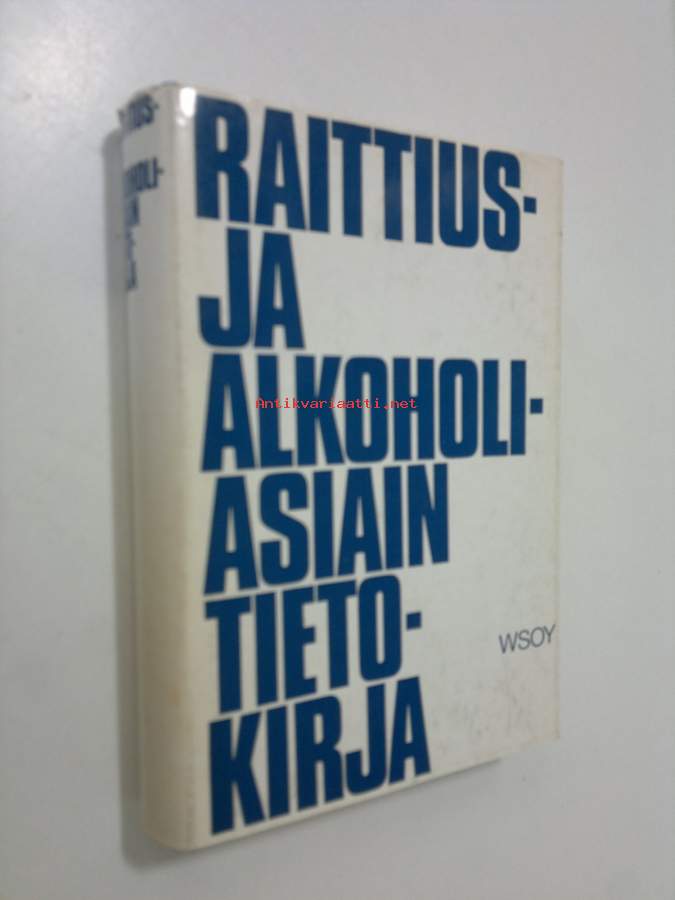 RAITTIUS-
JA
ALKOHOLI-
ASIAIN
TIETO-
KIRJA
WSOY
Antikvariaatti.net